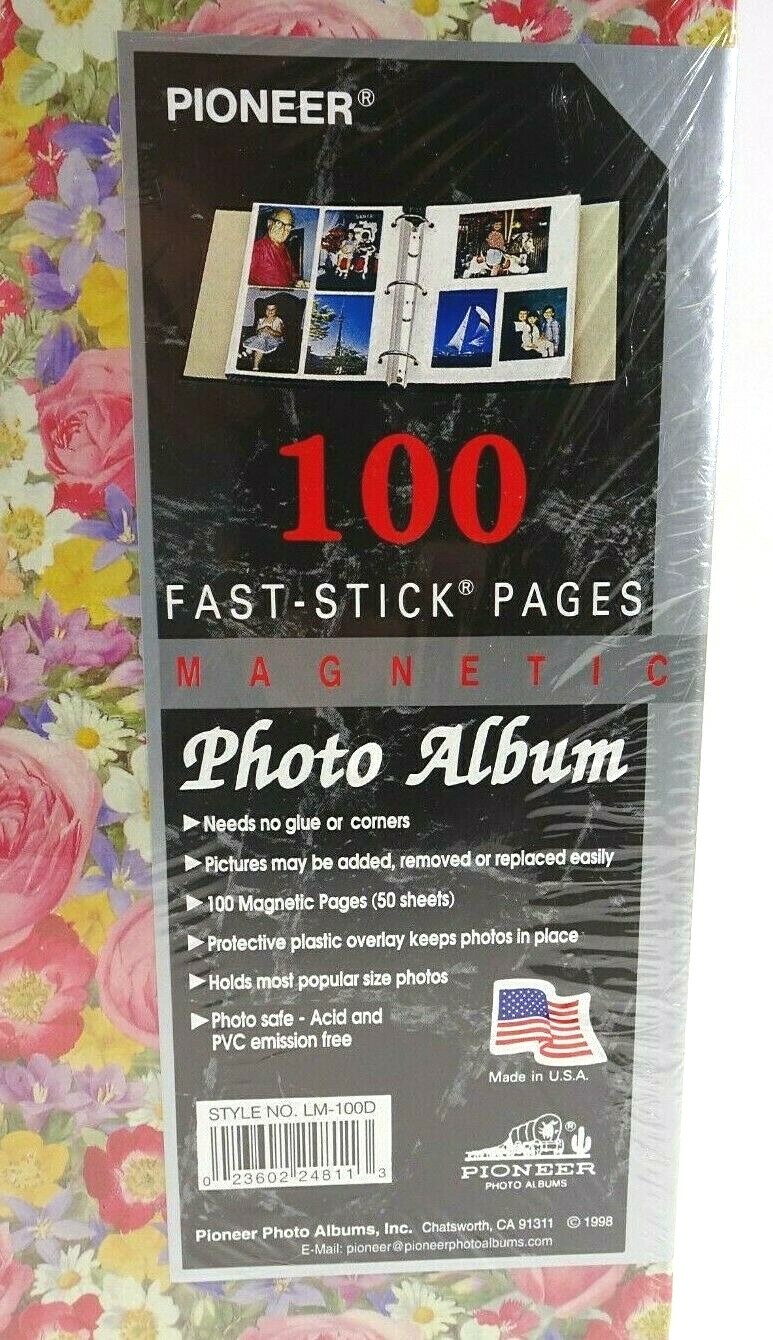 PIONEER®
100
FAST-STICK® PAGES
MAGNETIC
Photo Album
▶Needs no glue or corners
▶Pictures may be added, removed or replaced easily
▶100 Magnetic Pages (50 sheets)
▶Protective plastic overlay keeps photos in place
▶Holds most popular size photos
▶Photo safe - Acid and
PVC emission free
Made in U.S.A.
STYLE NO. LM-100D
0 23602 24811 3
®
PIONEER
PHOTO ALBUMS
Pioneer Photo Albums, Inc. Chatsworth, CA 91311 © 1998
E-Mail: pioneer@pioneerphotoalbums.com